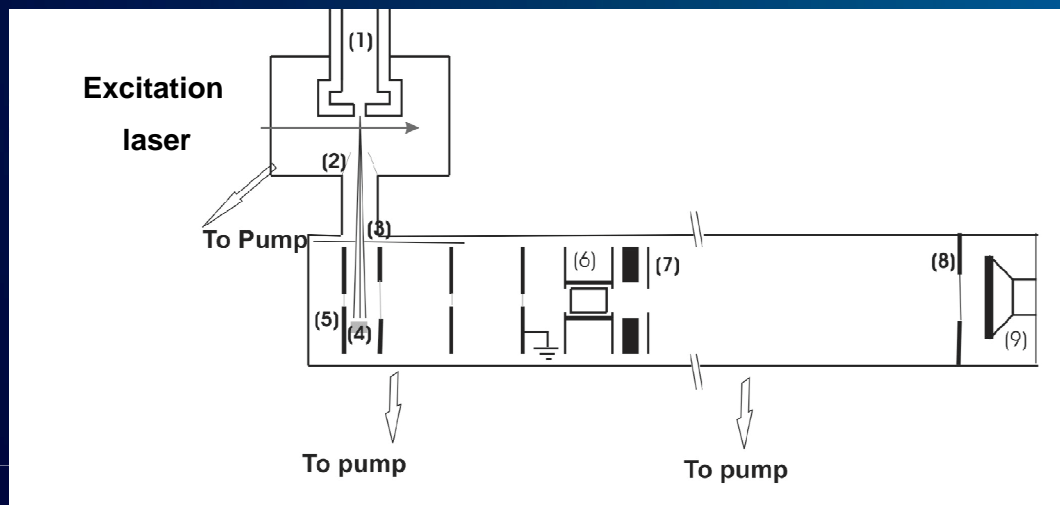 (1)
Excitation
laser
(2)
(3)
To Pump
(6)
(7)
(8)
(5)
(4)
(9)
To pump
To pump